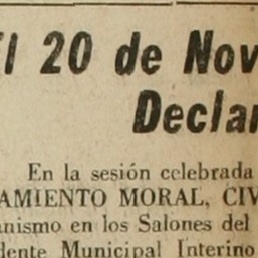 El 20 de Nov
Declar
En la sesión celebrada
AMIENTO MORAL, CIV
anismo en los Salones del
dente Municipal Interino